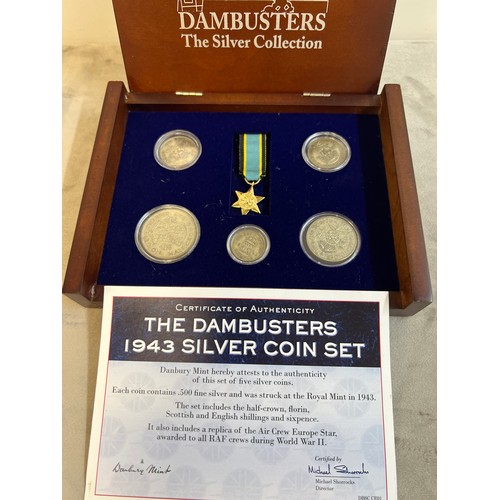 DAMBUSTERS
The Silver Collection
CERTIFICATE OF AUTHENTICITY
THE DAMBUSTERS
1943 SILVER COIN SET
Danbury Mint hereby attests to the authenticity
of this set of five silver coins.
Each coin contains .500 fine silver and was struck at the Royal Mint in 1943.
The set includes the half-crown, florin,
Scottish and English shillings and sixpence.
It also includes a replica of the Air Crew Europe Star,
awarded to all RAF crews during World War II.
Certified by
Danbury Mint
Michael Sharrocks
Director